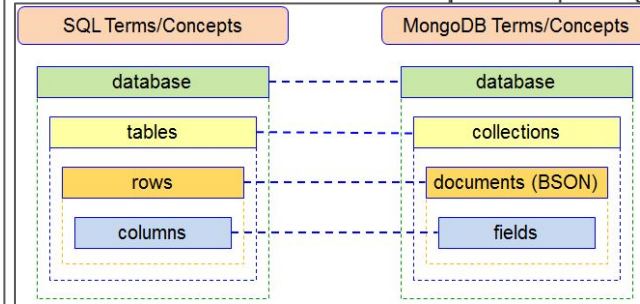 SQL Terms/Concepts
MongoDB Terms/Concepts
database
database
tables
collections
rows
documents (BSON)
columns
fields